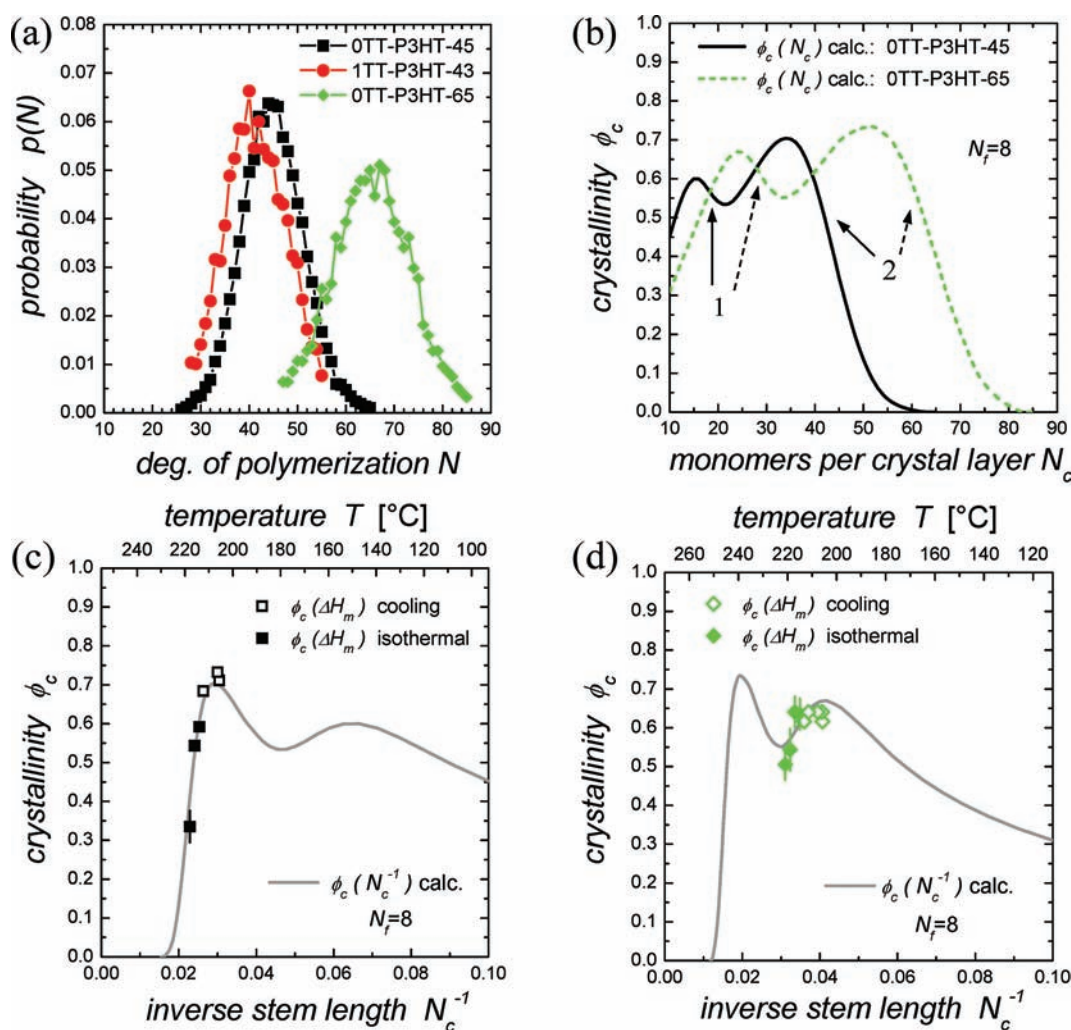 (a)
0.08
0.07
0.06
0.05
0.04
0.03
0.02
0.01
0.00
probability p(N)
0TT-P3HT-45
1TT-P3HT-43
0TT-P3HT-65
10 20 30 40 50 60 70 80 90
deg. of polymerization N
(b)
1.0
0.9
0.8
0.7
0.6
0.5
0.4
0.3
0.2
0.1
0.0
crystallinity ϕc
ϕc(Nc) calc.: 0TT-P3HT-45
ϕc(Nc) calc.: 0TT-P3HT-65
Nf=8
1
2
10 20 30 40 50 60 70 80 90
monomers per crystal layer Nc
(c)
temperature T [°C]
240 220 200 180 160 140 120 100
1.0
0.9
0.8
0.7
0.6
0.5
0.4
0.3
0.2
0.1
0.0
crystallinity ϕc
ϕc(ΔHm) cooling
ϕc(ΔHm) isothermal
ϕc(Nc-1) calc.
Nf=8
0.00 0.02 0.04 0.06 0.08 0.10
inverse stem length Nc-1
(d)
temperature T [°C]
260 240 220 200 180 160 140 120
1.0
0.9
0.8
0.7
0.6
0.5
0.4
0.3
0.2
0.1
0.0
crystallinity ϕc
ϕc(ΔHm) cooling
ϕc(ΔHm) isothermal
ϕc(Nc-1) calc.
Nf=8
0.00 0.02 0.04 0.06 0.08 0.10
inverse stem length Nc-1